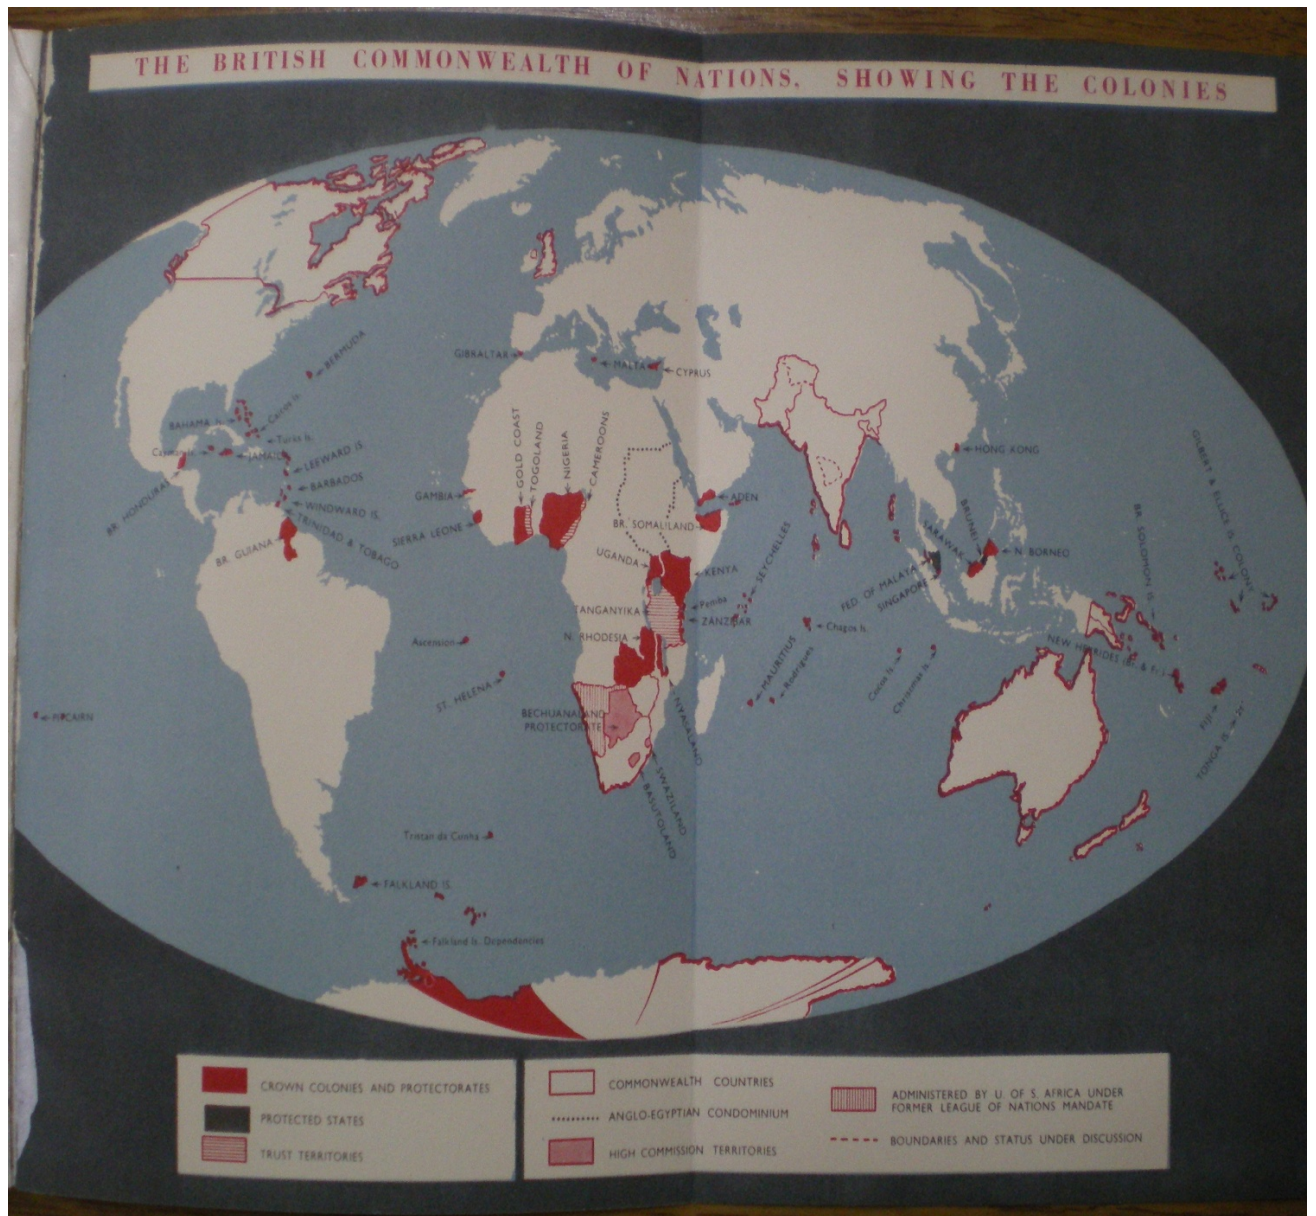 THE BRITISH COMMONWEALTH OF NATIONS, SHOWING THE COLONIES
BERMUDA
GIBRALTAR
MALTA
CYPRUS
BAHAMA Is.
Caicos Is.
Turks Is.
Cayman Is.
JAMAICA
LEEWARD IS.
BR. HONDURAS
BARBADOS
WINDWARD IS.
TRINIDAD & TOBAGO
BR. GUIANA
GOLD COAST
TOGOLAND
NIGERIA
CAMEROONS
GAMBIA
SIERRA LEONE
ADEN
BR. SOMALILAND
HONG KONG
GILBERT & ELLICE IS. COLONY
BR. SOLOMON IS.
BRUNEI
SARAWAK
N. BORNEO
FED. OF MALAYA
SINGAPORE
UGANDA
KENYA
SEYCHELLES
Pemba
TANGANYIKA
ZANZIBAR
N. RHODESIA
Chagos Is.
NEW HEBRIDES (Br. & Fr.)
Ascension
ST. HELENA
MAURITIUS
Rodrigues
Cocos Is.
Christmas Is.
PITCAIRN
BECHUANALAND
PROTECTORATE
NYASALAND
FIJI
TONGA IS.
SWAZILAND
BASUTOLAND
Tristan da Cunha
FALKLAND IS.
Falkland Is. Dependencies
CROWN COLONIES AND PROTECTORATES
PROTECTED STATES
TRUST TERRITORIES
COMMONWEALTH COUNTRIES
ANGLO-EGYPTIAN CONDOMINIUM
HIGH COMMISSION TERRITORIES
ADMINISTERED BY U. OF S. AFRICA UNDER
FORMER LEAGUE OF NATIONS MANDATE
BOUNDARIES AND STATUS UNDER DISCUSSION